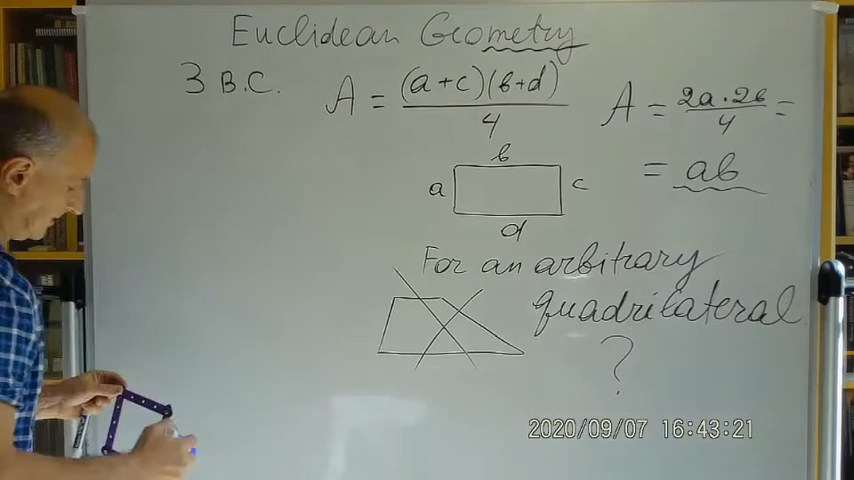 Euclidean Geometry
3 B.C. A = (a+c)(b+d) / 4
A = 2a·2b / 4 =
= ab
b
a c
d
For an arbitrary
quadrilateral
?
2020/09/07 16:43:21